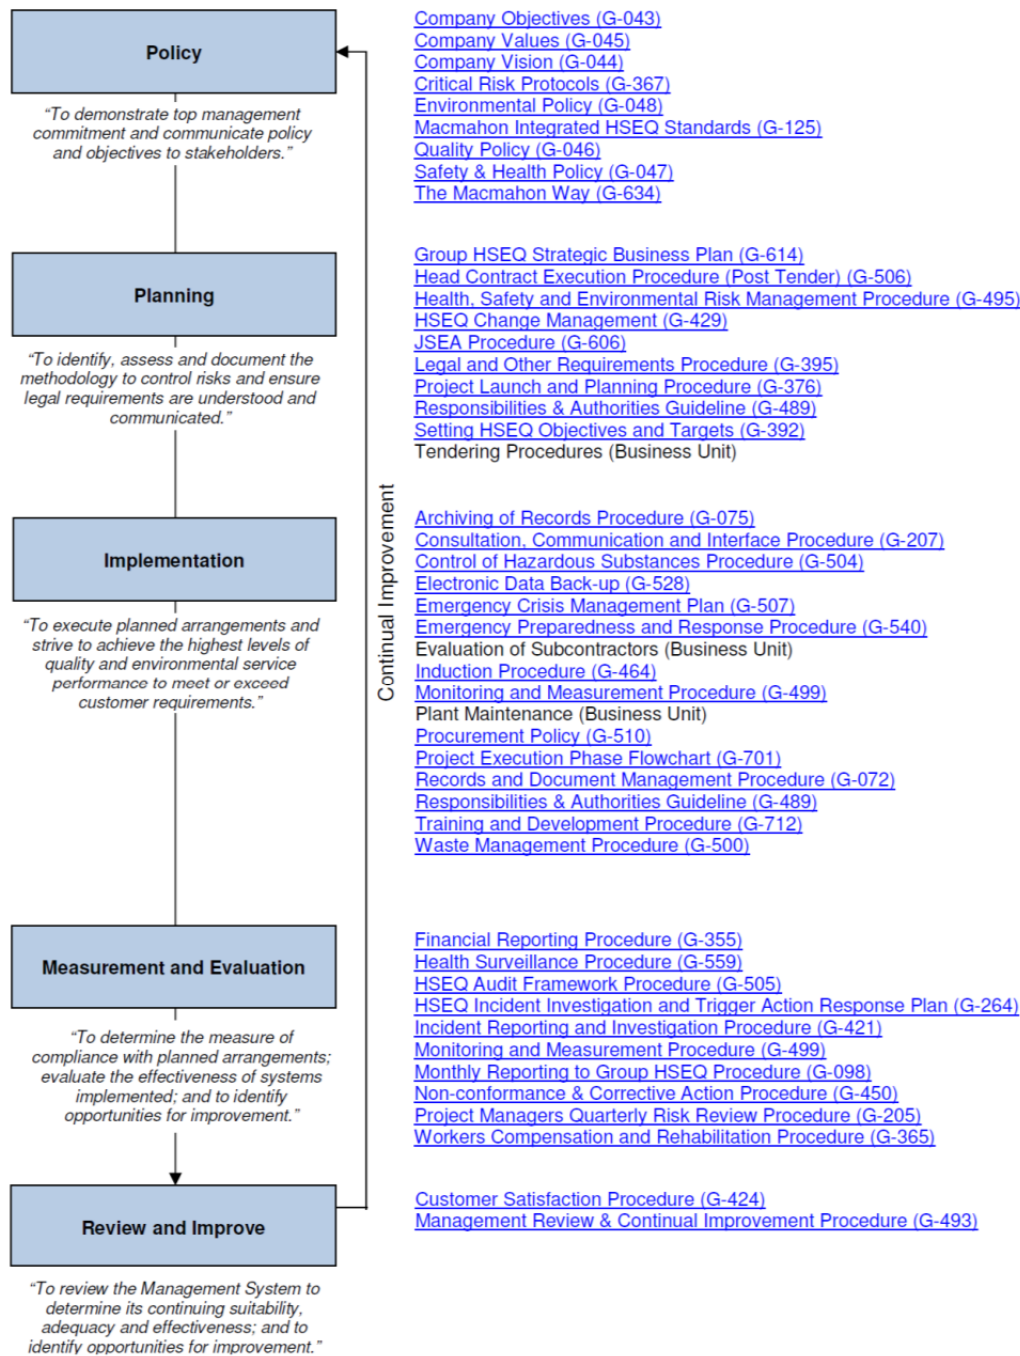 Policy
“To demonstrate top management
commitment and communicate policy
and objectives to stakeholders.”
Company Objectives (G-043)
Company Values (G-045)
Company Vision (G-044)
Critical Risk Protocols (G-367)
Environmental Policy (G-048)
Macmahon Integrated HSEQ Standards (G-125)
Quality Policy (G-046)
Safety & Health Policy (G-047)
The Macmahon Way (G-634)
Planning
“To identify, assess and document the
methodology to control risks and ensure
legal requirements are understood and
communicated.”
Group HSEQ Strategic Business Plan (G-614)
Head Contract Execution Procedure (Post Tender) (G-506)
Health, Safety and Environmental Risk Management Procedure (G-495)
HSEQ Change Management (G-429)
JSEA Procedure (G-606)
Legal and Other Requirements Procedure (G-395)
Project Launch and Planning Procedure (G-376)
Responsibilities & Authorities Guideline (G-489)
Setting HSEQ Objectives and Targets (G-392)
Tendering Procedures (Business Unit)
Continual Improvement
Implementation
“To execute planned arrangements and
strive to achieve the highest levels of
quality and environmental service
performance to meet or exceed
customer requirements.”
Archiving of Records Procedure (G-075)
Consultation, Communication and Interface Procedure (G-207)
Control of Hazardous Substances Procedure (G-504)
Electronic Data Back-up (G-528)
Emergency Crisis Management Plan (G-507)
Emergency Preparedness and Response Procedure (G-540)
Evaluation of Subcontractors (Business Unit)
Induction Procedure (G-464)
Monitoring and Measurement Procedure (G-499)
Plant Maintenance (Business Unit)
Procurement Policy (G-510)
Project Execution Phase Flowchart (G-701)
Records and Document Management Procedure (G-072)
Responsibilities & Authorities Guideline (G-489)
Training and Development Procedure (G-712)
Waste Management Procedure (G-500)
Measurement and Evaluation
“To determine the measure of
compliance with planned arrangements;
evaluate the effectiveness of systems
implemented; and to identify
opportunities for improvement.”
Financial Reporting Procedure (G-355)
Health Surveillance Procedure (G-559)
HSEQ Audit Framework Procedure (G-505)
HSEQ Incident Investigation and Trigger Action Response Plan (G-264)
Incident Reporting and Investigation Procedure (G-421)
Monitoring and Measurement Procedure (G-499)
Monthly Reporting to Group HSEQ Procedure (G-098)
Non-conformance & Corrective Action Procedure (G-450)
Project Managers Quarterly Risk Review Procedure (G-205)
Workers Compensation and Rehabilitation Procedure (G-365)
Review and Improve
“To review the Management System to
determine its continuing suitability,
adequacy and effectiveness; and to
identify opportunities for improvement.”
Customer Satisfaction Procedure (G-424)
Management Review & Continual Improvement Procedure (G-493)